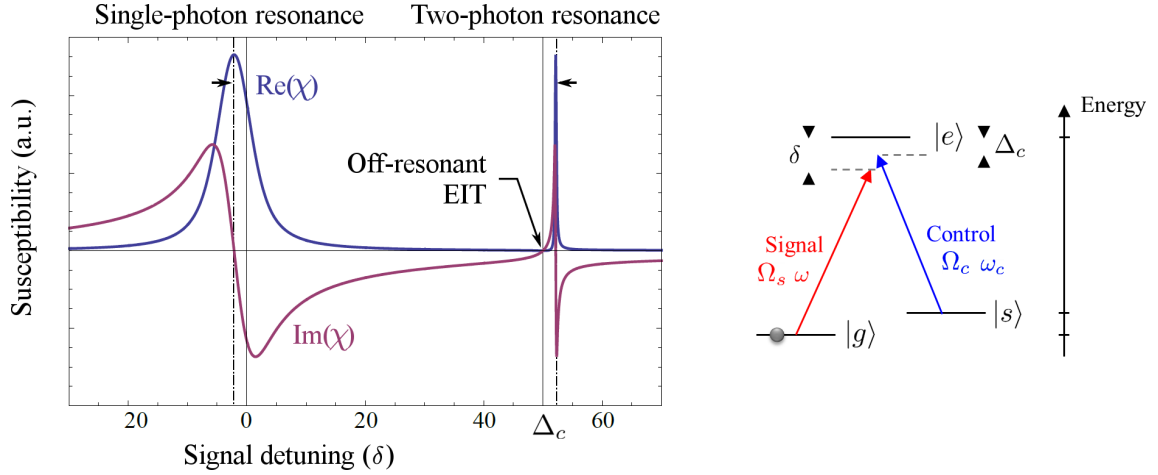 Single-photon resonance
Two-photon resonance
Re(χ)
Off-resonant
EIT
Im(χ)
Susceptibility (a.u.)
20 0 20 40 Δc 60
Signal detuning (δ)
Energy
|e⟩
δ
Δc
Signal
Ωs ω
Control
Ωc ωc
|s⟩
|g⟩